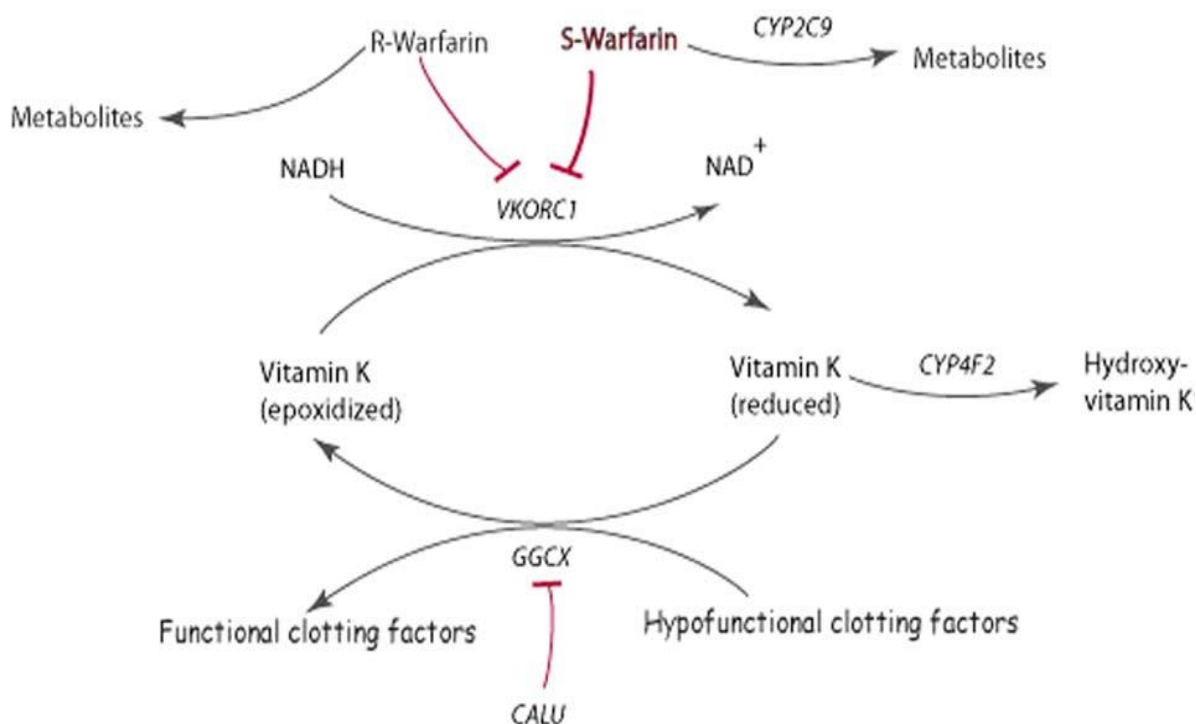 CYP2C9
R-Warfarin
S-Warfarin
Metabolites
Metabolites
NADH
NAD+
VKORC1
Vitamin K
(epoxidized)
Vitamin K
(reduced)
CYP4F2
Hydroxy-
vitamin K
GGCX
Functional clotting factors
Hypofunctional clotting factors
CALU